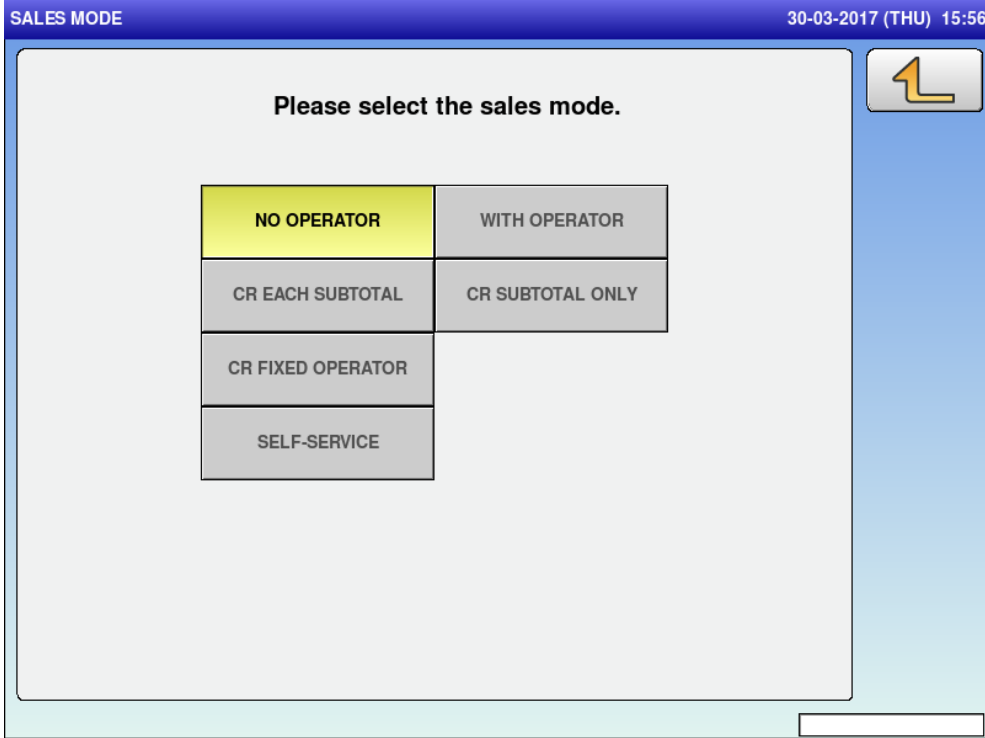 SALES MODE 30-03-2017 (THU) 15:56
Please select the sales mode.
NO OPERATOR WITH OPERATOR
CR EACH SUBTOTAL CR SUBTOTAL ONLY
CR FIXED OPERATOR
SELF-SERVICE